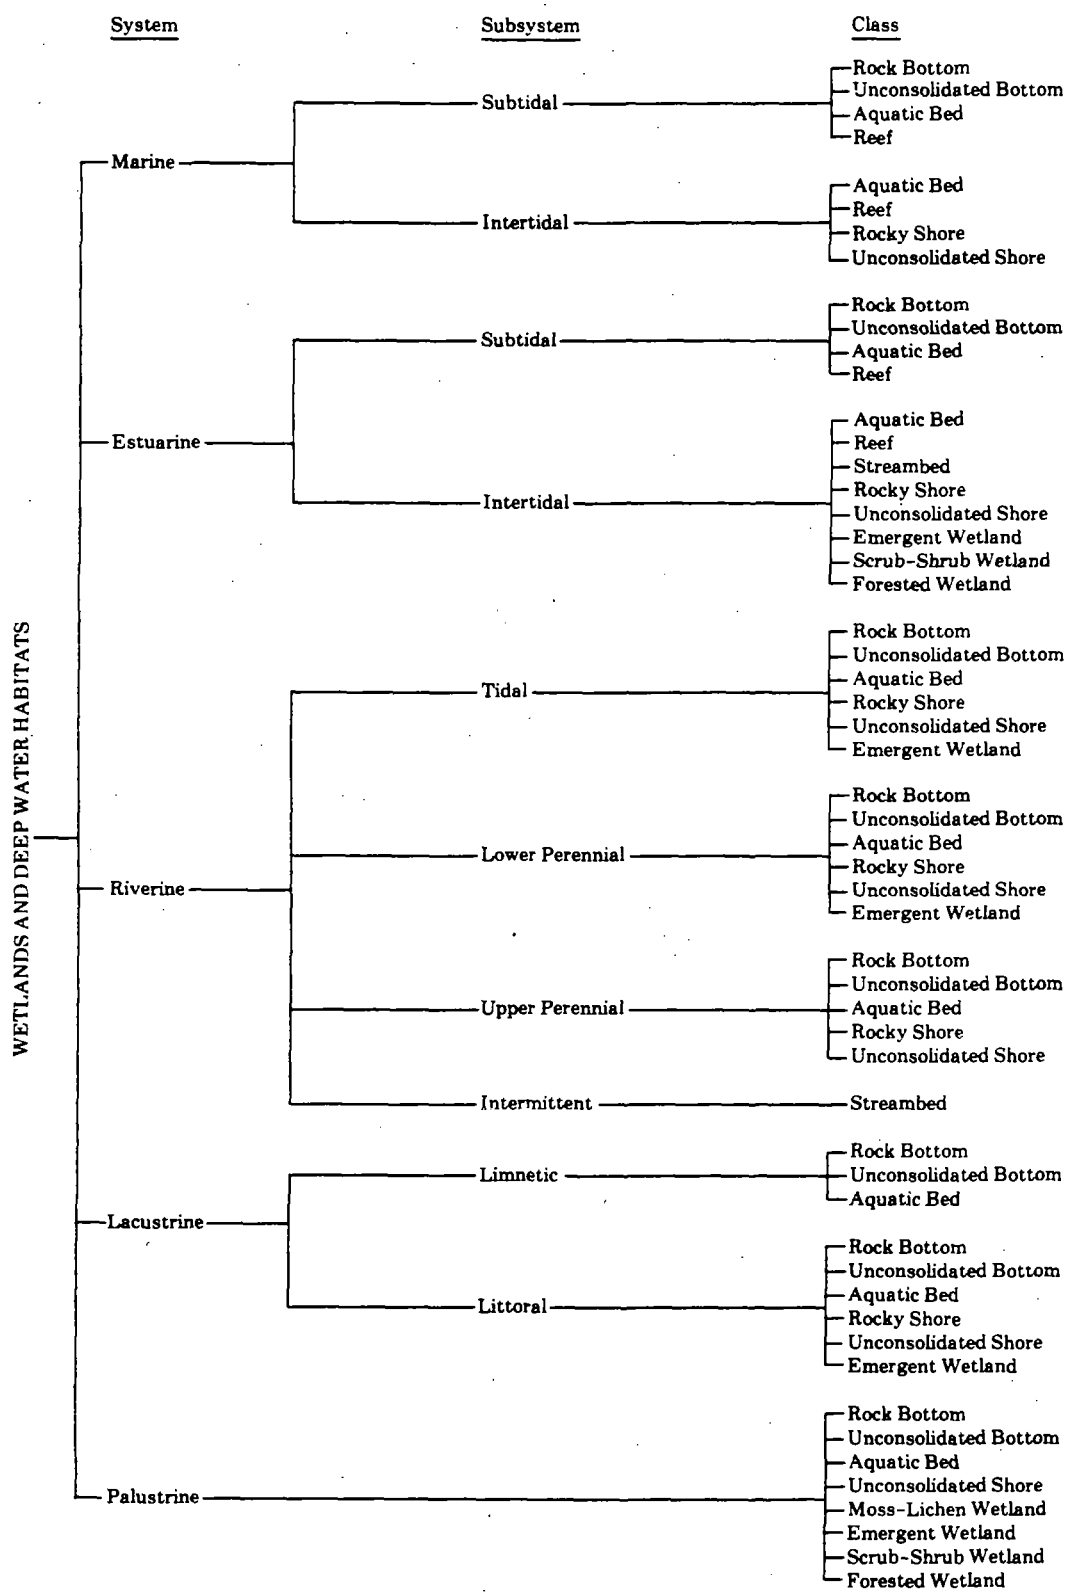 System Subsystem Class
WETLANDS AND DEEP WATER HABITATS
Marine
Subtidal
Rock Bottom
Unconsolidated Bottom
Aquatic Bed
Reef
Intertidal
Aquatic Bed
Reef
Rocky Shore
Unconsolidated Shore
Estuarine
Subtidal
Rock Bottom
Unconsolidated Bottom
Aquatic Bed
Reef
Intertidal
Aquatic Bed
Reef
Streambed
Rocky Shore
Unconsolidated Shore
Emergent Wetland
Scrub-Shrub Wetland
Forested Wetland
Riverine
Tidal
Rock Bottom
Unconsolidated Bottom
Aquatic Bed
Rocky Shore
Unconsolidated Shore
Emergent Wetland
Lower Perennial
Rock Bottom
Unconsolidated Bottom
Aquatic Bed
Rocky Shore
Unconsolidated Shore
Emergent Wetland
Upper Perennial
Rock Bottom
Unconsolidated Bottom
Aquatic Bed
Rocky Shore
Unconsolidated Shore
Intermittent
Streambed
Lacustrine
Limnetic
Rock Bottom
Unconsolidated Bottom
Aquatic Bed
Littoral
Rock Bottom
Unconsolidated Bottom
Aquatic Bed
Rocky Shore
Unconsolidated Shore
Emergent Wetland
Palustrine
Rock Bottom
Unconsolidated Bottom
Aquatic Bed
Unconsolidated Shore
Moss-Lichen Wetland
Emergent Wetland
Scrub-Shrub Wetland
Forested Wetland